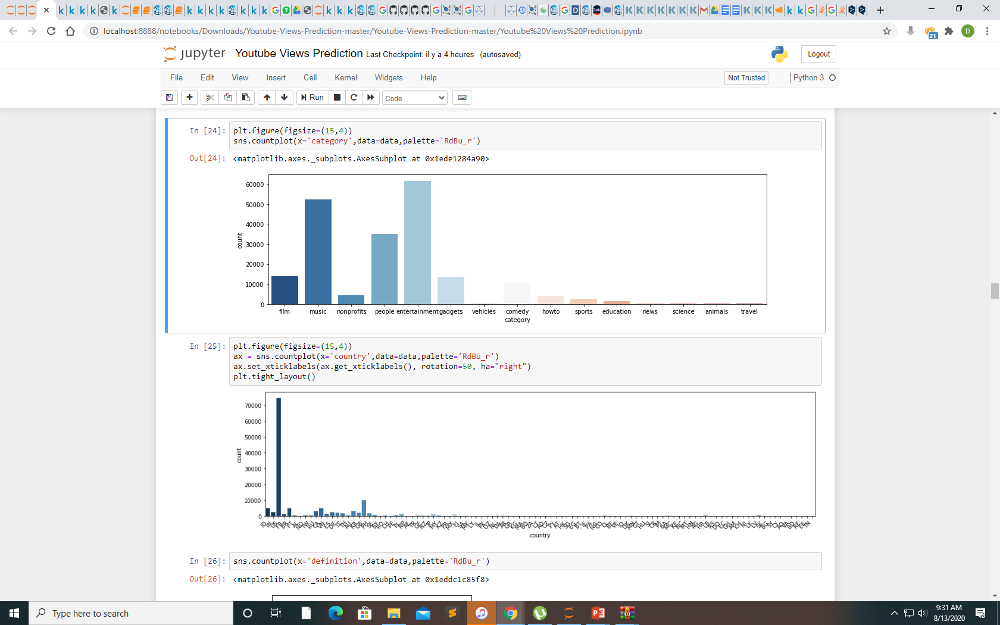 localhost:8888/notebooks/Downloads/Youtube-Views-Prediction-master/Youtube-Views-Prediction-master/Youtube%20Views%20Prediction.ipynb
21
D
jupyter Youtube Views Prediction Last Checkpoint: il y a 4 heures (autosaved)
Logout
File Edit View Insert Cell Kernel Widgets Help
Not Trusted
Python 3
Run
Code
In [24]: plt.figure(figsize=(15,4))
sns.countplot(x='category',data=data,palette='RdBu_r')
Out[24]: <matplotlib.axes._subplots.AxesSubplot at 0x1ede1284a90>
60000
50000
40000
30000
20000
10000
0
count
film music nonprofits people entertainment gadgets vehicles comedy howto sports education news science animals travel
category
In [25]: plt.figure(figsize=(15,4))
ax = sns.countplot(x='country',data=data,palette='RdBu_r')
ax.set_xticklabels(ax.get_xticklabels(), rotation=50, ha="right")
plt.tight_layout()
70000
60000
50000
40000
30000
20000
10000
0
count
country
In [26]: sns.countplot(x='definition',data=data,palette='RdBu_r')
Out[26]: <matplotlib.axes._subplots.AxesSubplot at 0x1eddc1c85f8>
Type here to search
9:31 AM
8/13/2020